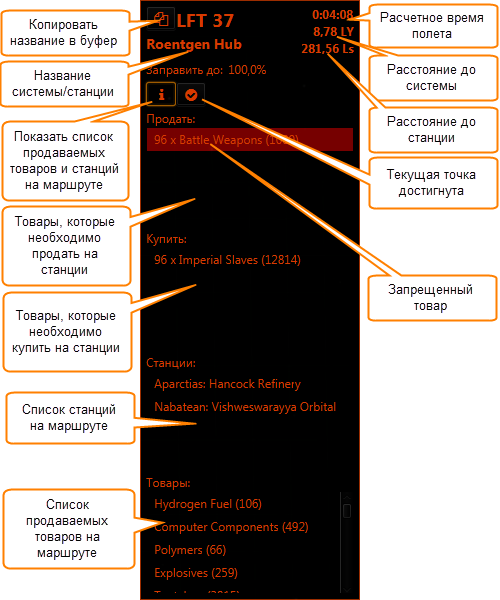 Копировать
название в буфер
Название
системы/станции
Показать список
продаваемых
товаров и станций
на маршруте
Товары, которые
необходимо
продать на
станции
Товары, которые
необходимо
купить на станции
Список станций
на маршруте
Список
продаваемых
товаров на
маршруте
LFT 37
0:04:08
8,78 LY
Roentgen Hub
281,56 Ls
Заправить до: 100,0%
Продать:
96 x Battle Weapons
Купить:
96 x Imperial Slaves (12814)
Станции:
Aparctias: Hancock Refinery
Nabatean: Vishweswarayya Orbital
Товары:
Hydrogen Fuel (106)
Computer Components (492)
Polymers (66)
Explosives (259)
Расчетное время
полета
Расстояние до
системы
Расстояние до
станции
Текущая точка
достигнута
Запрещенный
товар